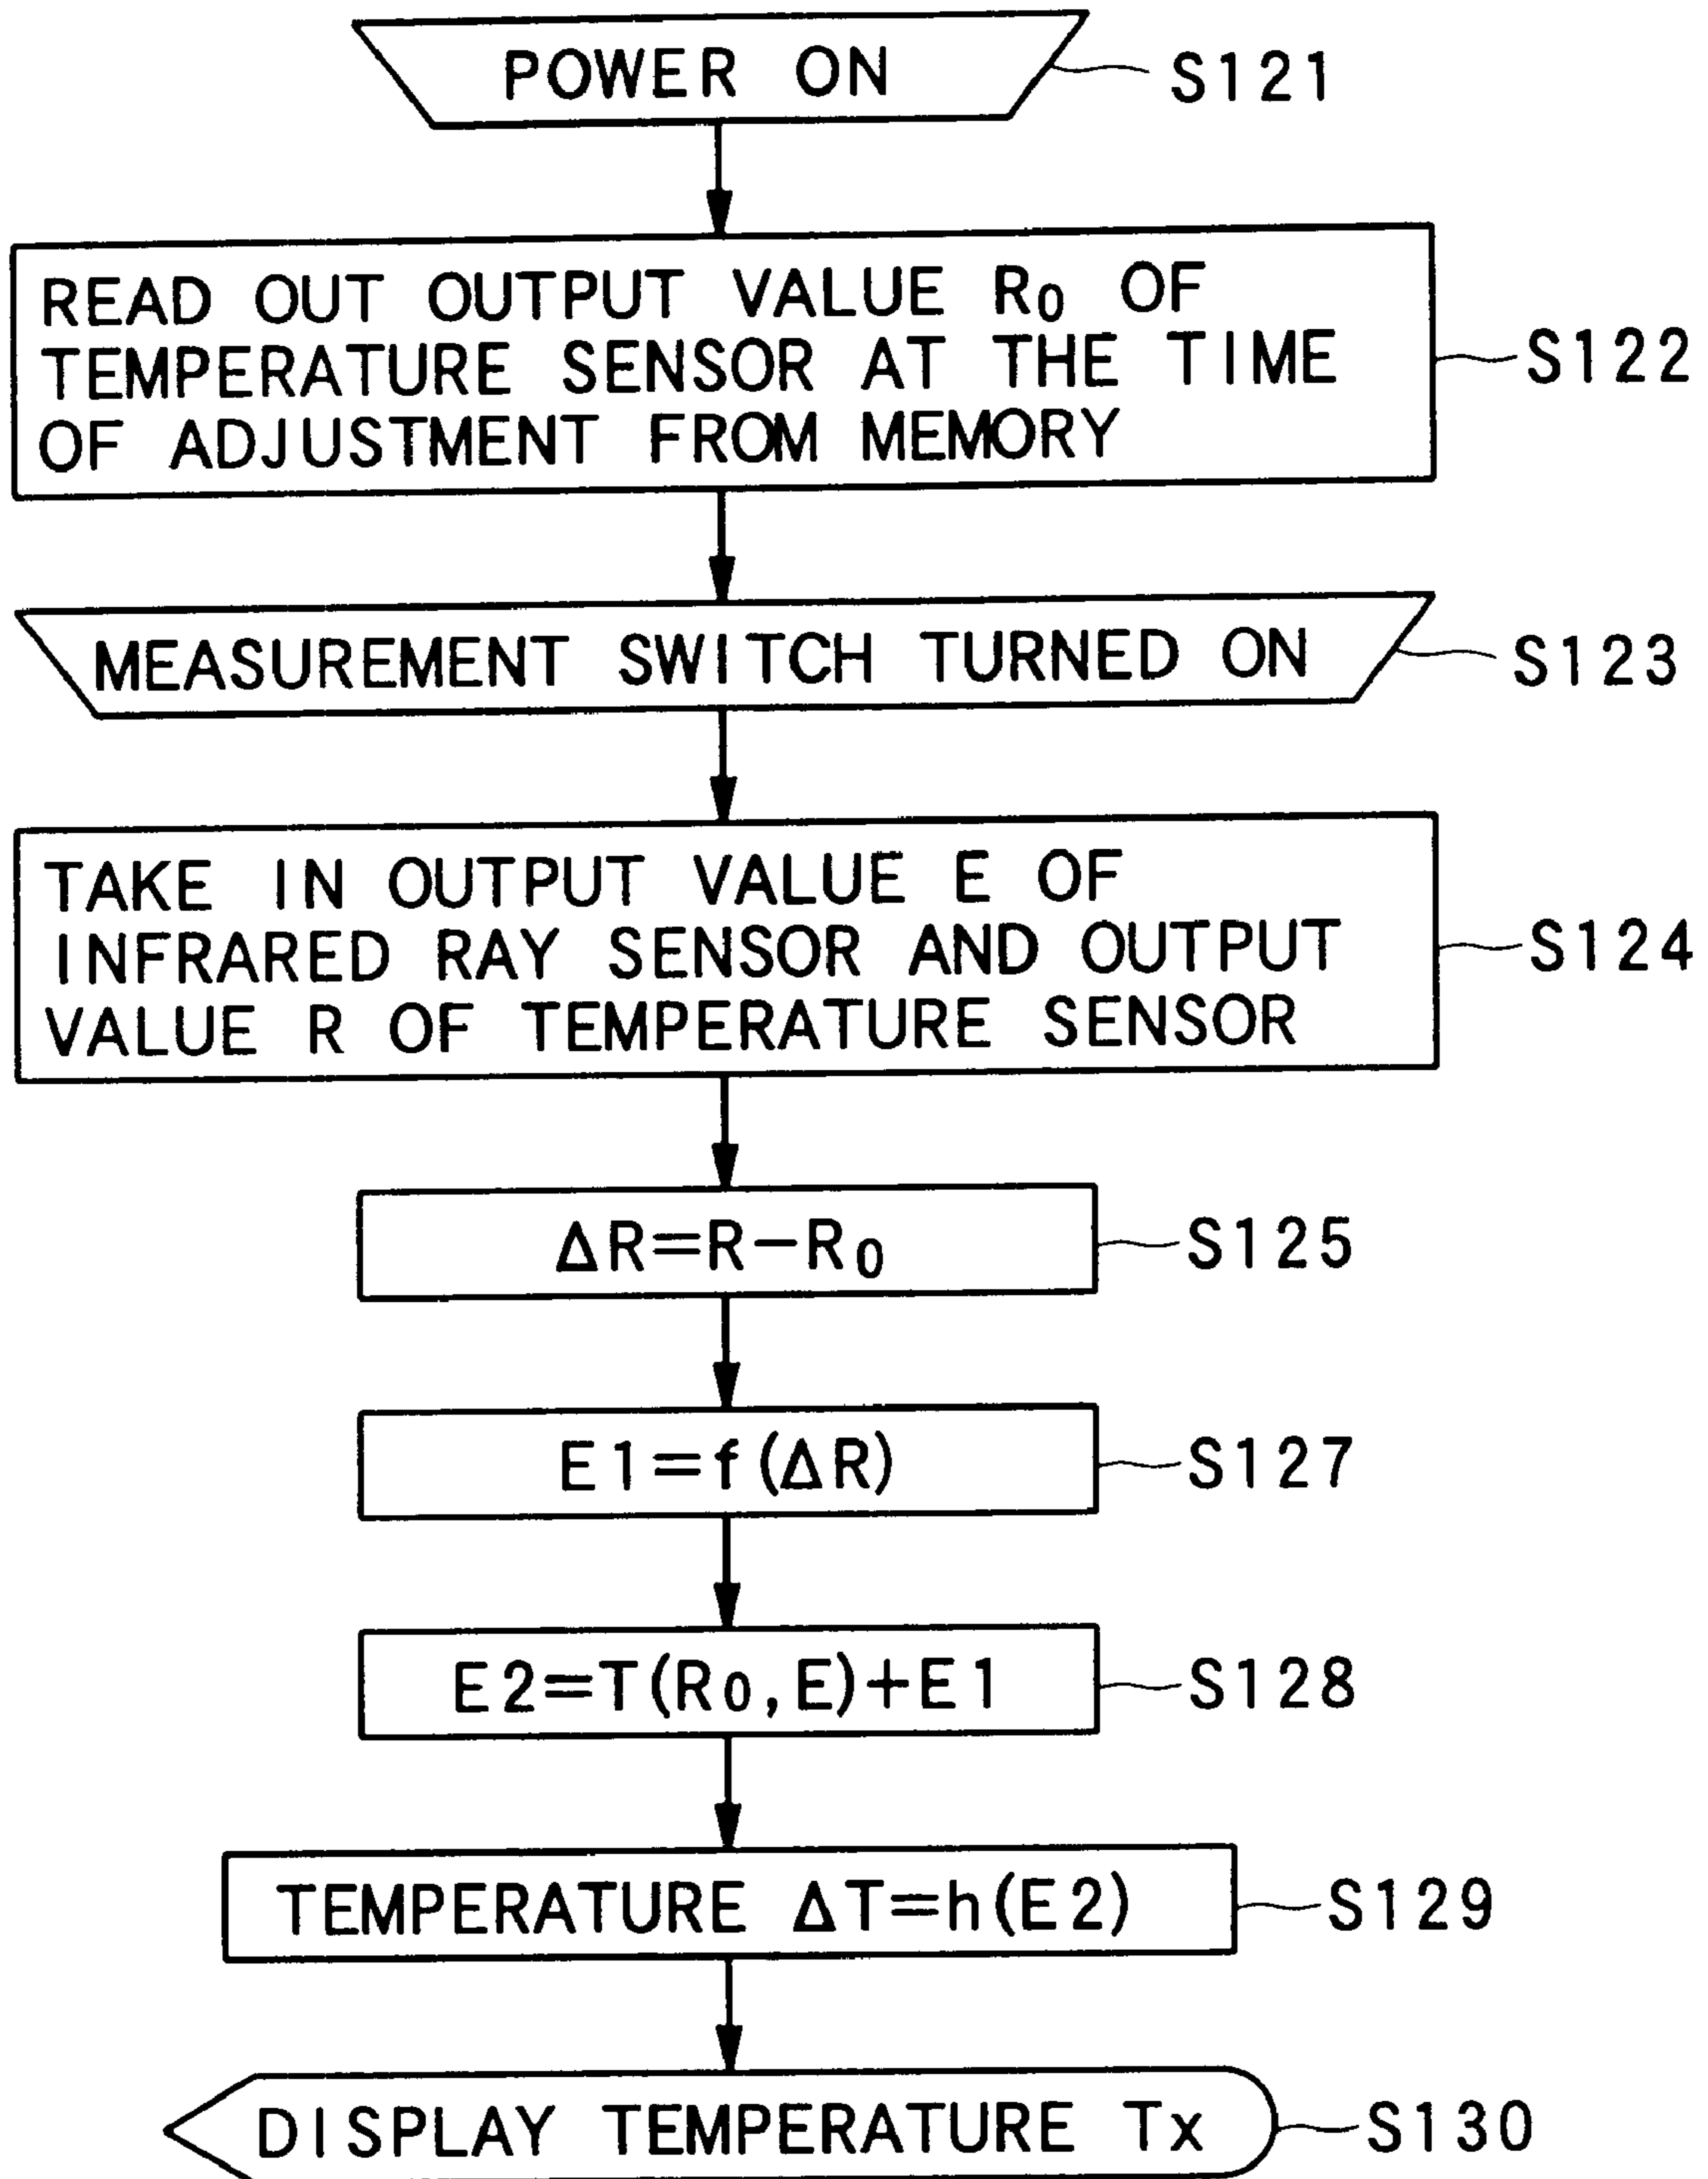 POWER ON
S121
READ OUT OUTPUT VALUE R₀ OF
TEMPERATURE SENSOR AT THE TIME
OF ADJUSTMENT FROM MEMORY
S122
MEASUREMENT SWITCH TURNED ON
S123
TAKE IN OUTPUT VALUE E OF
INFRARED RAY SENSOR AND OUTPUT
VALUE R OF TEMPERATURE SENSOR
S124
ΔR=R−R₀
S125
E1=f(ΔR)
S127
E2=T(R₀,E)+E1
S128
TEMPERATURE ΔT=h(E2)
S129
DISPLAY TEMPERATURE Tx
S130